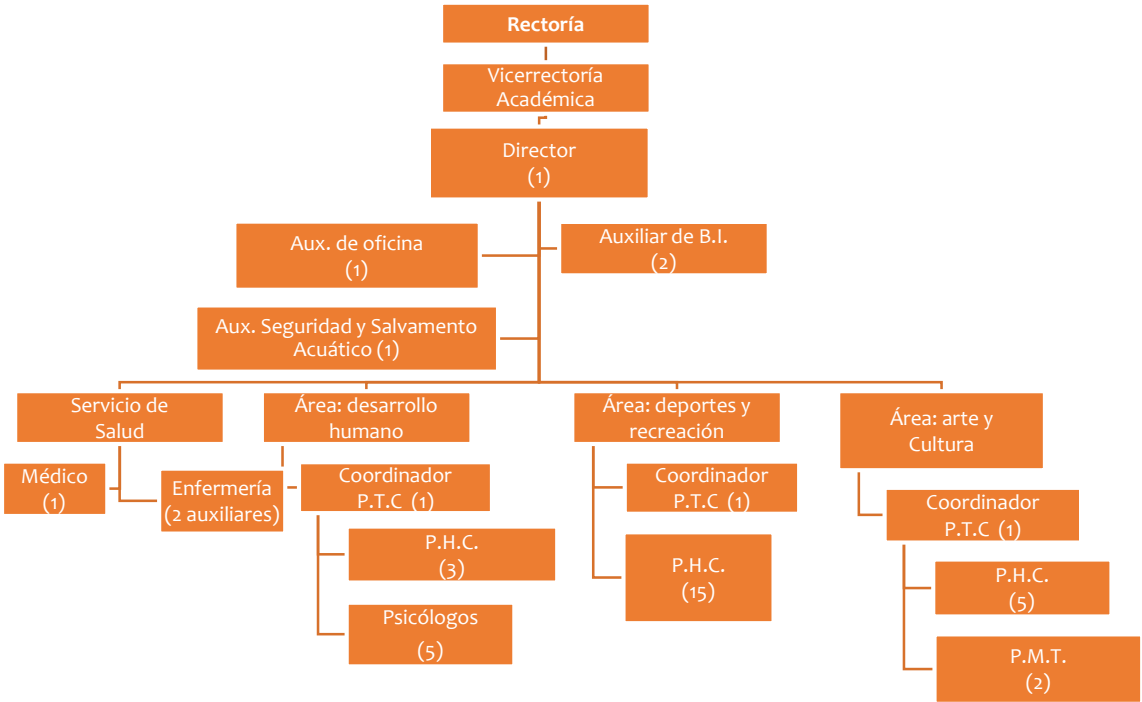 Rectoría
Vicerrectoría
Académica
Director
(1)
Aux. de oficina
(1)
Auxiliar de B.I.
(2)
Aux. Seguridad y Salvamento
Acuático (1)
Servicio de
Salud
Médico
(1)
Enfermería
(2 auxiliares)
Área: desarrollo
humano
Coordinador
P.T.C (1)
P.H.C.
(3)
Psicólogos
(5)
Área: deportes y
recreación
Coordinador
P.T.C (1)
P.H.C.
(15)
Área: arte y
Cultura
Coordinador
P.T.C (1)
P.H.C.
(5)
P.M.T.
(2)